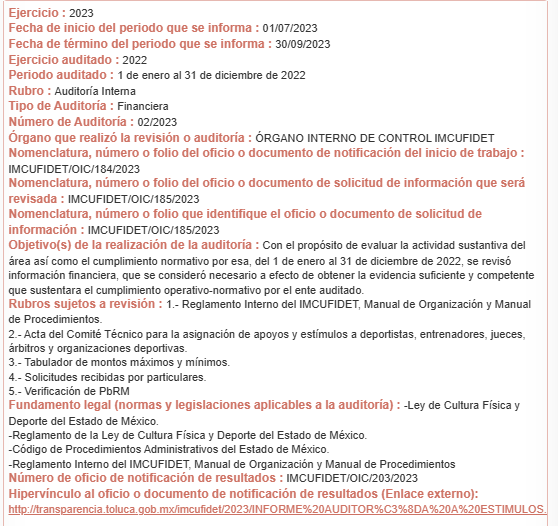 Ejercicio : 2023
Fecha de inicio del periodo que se informa : 01/07/2023
Fecha de término del periodo que se informa : 30/09/2023
Ejercicio auditado : 2022
Periodo auditado : 1 de enero al 31 de diciembre de 2022
Rubro : Auditoría Interna
Tipo de Auditoría : Financiera
Número de Auditoría : 02/2023
Órgano que realizó la revisión o auditoría : ÓRGANO INTERNO DE CONTROL IMCUFIDET
Nomenclatura, número o folio del oficio o documento de notificación del inicio de trabajo :
IMCUFIDET/OIC/184/2023
Nomenclatura, número o folio del oficio o documento de solicitud de información que será
revisada : IMCUFIDET/OIC/185/2023
Nomenclatura, número o folio que identifique el oficio o documento de solicitud de
información : IMCUFIDET/OIC/185/2023
Objetivo(s) de la realización de la auditoría : Con el propósito de evaluar la actividad sustantiva del
área así como el cumplimiento normativo por esa, del 1 de enero al 31 de diciembre de 2022, se revisó
información financiera, que se consideró necesario a efecto de obtener la evidencia suficiente y competente
que sustentara el cumplimiento operativo-normativo por el ente auditado.
Rubros sujetos a revisión : 1.- Reglamento Interno del IMCUFIDET, Manual de Organización y Manual
de Procedimientos.
2.- Acta del Comité Técnico para la asignación de apoyos y estímulos a deportistas, entrenadores, jueces,
árbitros y organizaciones deportivas.
3.- Tabulador de montos máximos y mínimos.
4.- Solicitudes recibidas por particulares.
5.- Verificación de PbRM
Fundamento legal (normas y legislaciones aplicables a la auditoría) : -Ley de Cultura Física y
Deporte del Estado de México.
-Reglamento de la Ley de Cultura Física y Deporte del Estado de México.
-Código de Procedimientos Administrativos del Estado de México.
-Reglamento Interno del IMCUFIDET, Manual de Organización y Manual de Procedimientos
Número de oficio de notificación de resultados : IMCUFIDET/OIC/203/2023
Hipervínculo al oficio o documento de notificación de resultados (Enlace externo):
http://transparencia.toluca.gob.mx/imcufidet/2023/INFORME%20AUDITOR%C3%8DA%20A%20ESTIMULOS.